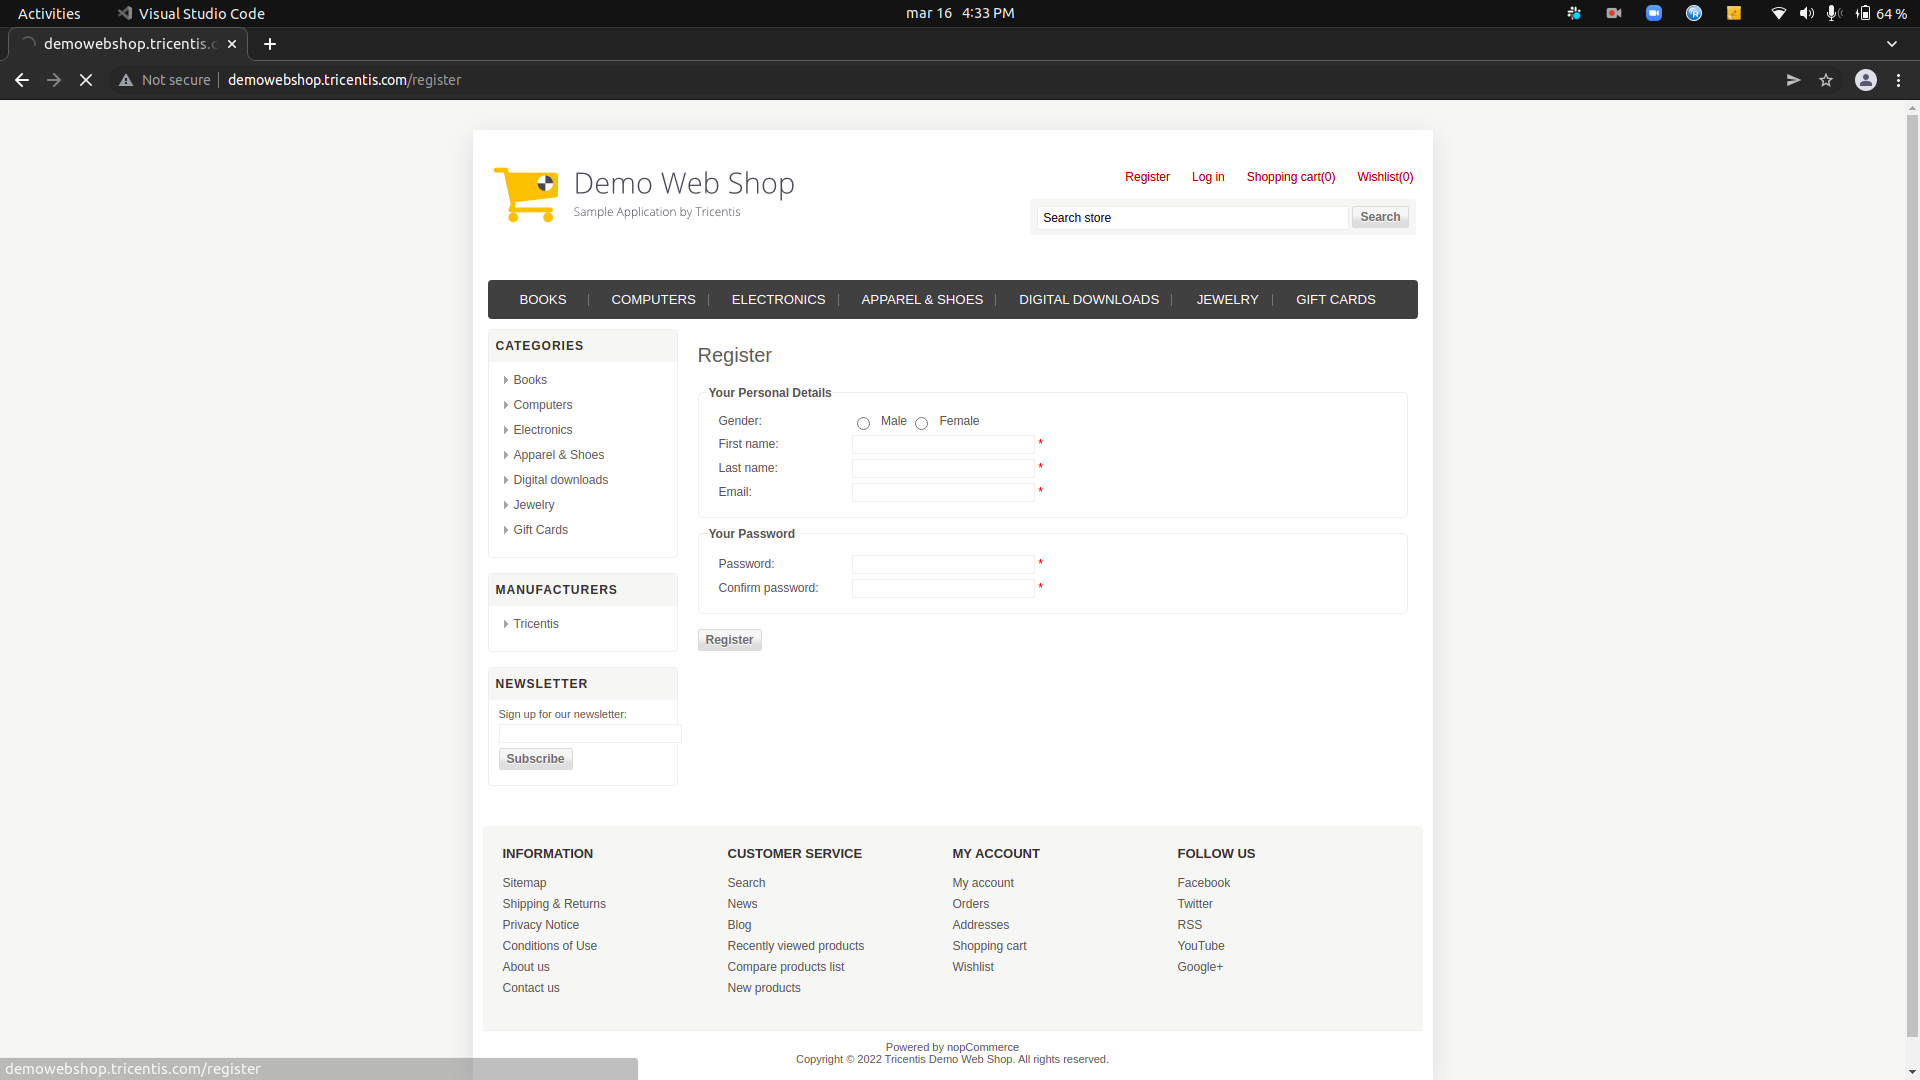 Activities
Visual Studio Code
mar 16 4:33 PM
64 %
demowebshop.tricentis.c
Not secure
demowebshop.tricentis.com/register
Demo Web Shop
Sample Application by Tricentis
Register
Log in
Shopping cart(0)
Wishlist(0)
Search store
Search
BOOKS
COMPUTERS
ELECTRONICS
APPAREL & SHOES
DIGITAL DOWNLOADS
JEWELRY
GIFT CARDS
CATEGORIES
Books
Computers
Electronics
Apparel & Shoes
Digital downloads
Jewelry
Gift Cards
MANUFACTURERS
Tricentis
NEWSLETTER
Sign up for our newsletter:
Subscribe
Register
Your Personal Details
Gender: Male Female
First name: *
Last name: *
Email: *
Your Password
Password: *
Confirm password: *
Register
INFORMATION
Sitemap
Shipping & Returns
Privacy Notice
Conditions of Use
About us
Contact us
CUSTOMER SERVICE
Search
News
Blog
Recently viewed products
Compare products list
New products
MY ACCOUNT
My account
Orders
Addresses
Shopping cart
Wishlist
FOLLOW US
Facebook
Twitter
RSS
YouTube
Google+
Powered by nopCommerce
Copyright © 2022 Tricentis Demo Web Shop. All rights reserved.
demowebshop.tricentis.com/register